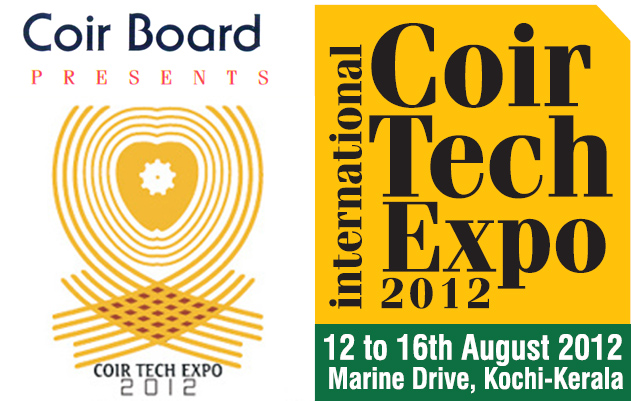 Coir Board
PRESENTS
COIR TECH EXPO
2012
international
Coir
Tech
Expo
2012
12 to 16th August 2012
Marine Drive, Kochi-Kerala